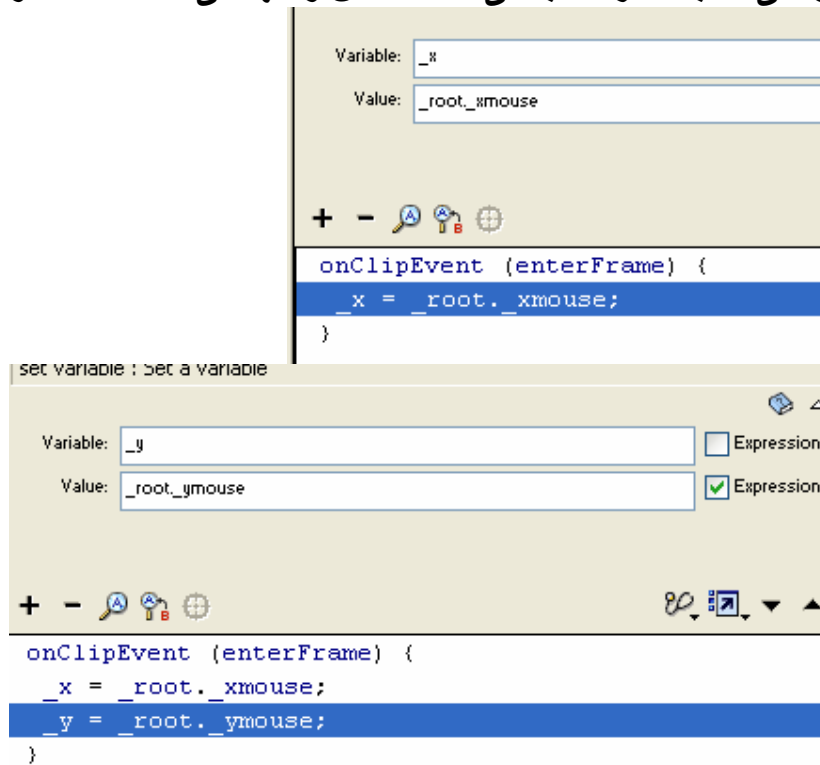 Variable: _x
Value: _root._xmouse
onClipEvent (enterFrame) {
_x = _root._xmouse;
}
set variable : Set a variable
Variable: _y
Expression
Value: _root._ymouse
Expression
onClipEvent (enterFrame) {
_x = _root._xmouse;
_y = _root._ymouse;
}